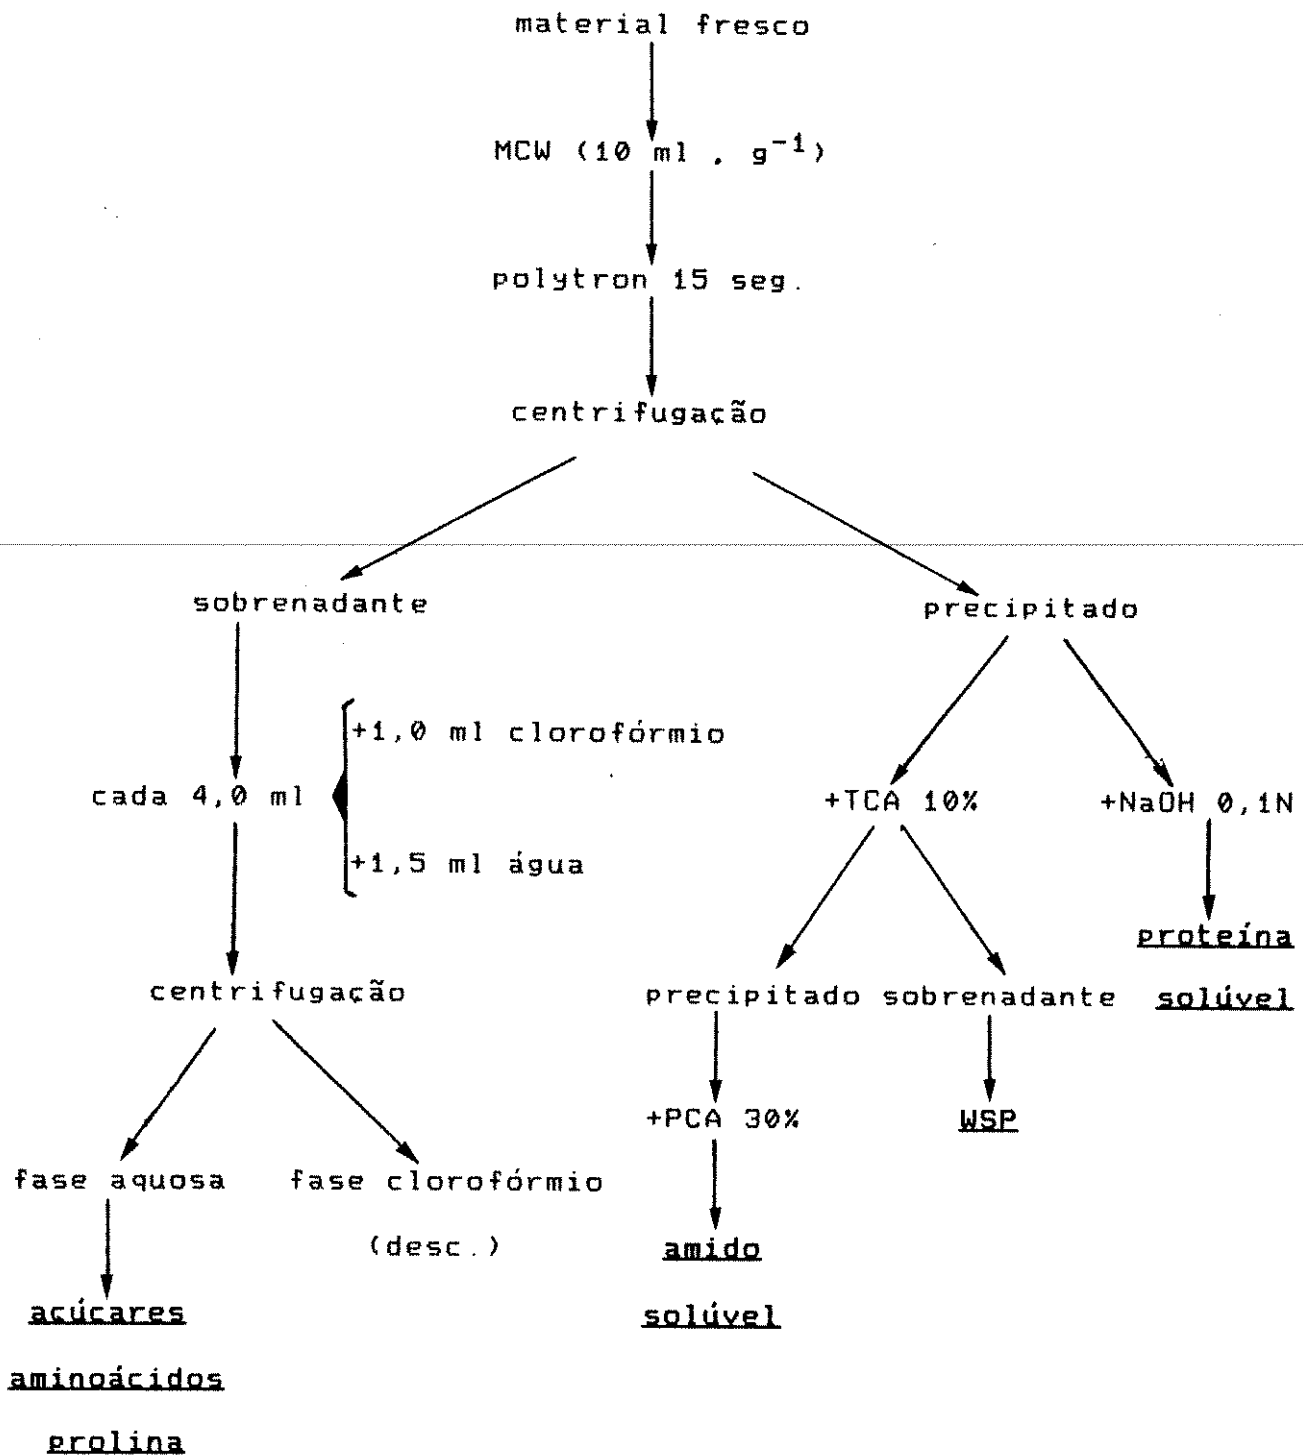 material fresco
MCW (10 ml . g⁻¹)
polytron 15 seg.
centrifugação
sobrenadante
precipitado
+1,0 ml clorofórmio
cada 4,0 ml
+1,5 ml água
+TCA 10%
+NaOH 0,1N
proteína
solúvel
centrifugação
precipitado sobrenadante
+PCA 30%
WSP
fase aquosa
fase clorofórmio
(desc.)
amido
solúvel
açúcares
aminoácidos
prolina